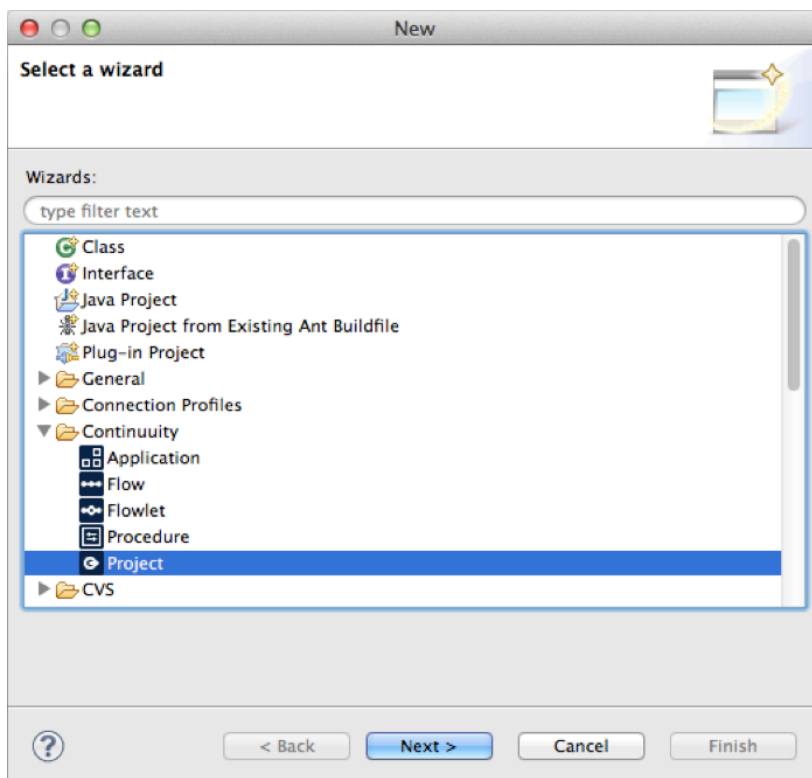 New
Select a wizard
Wizards:
type filter text
Class
Interface
Java Project
Java Project from Existing Ant Buildfile
Plug-in Project
General
Connection Profiles
Continuuity
Application
Flow
Flowlet
Procedure
Project
CVS
? < Back Next > Cancel Finish